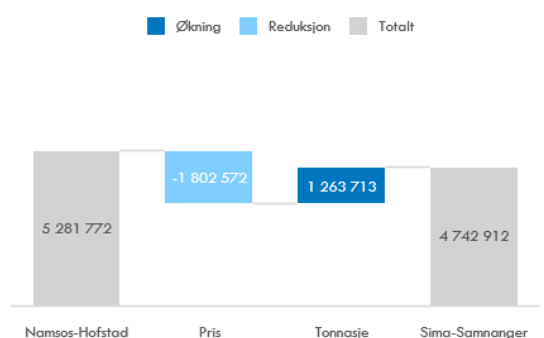 Økning Reduksjon Totalt
-1 802 572
1 263 713
5 281 772
4 742 912
Namsos-Hofstad Pris Tonnasje Sima-Samnanger